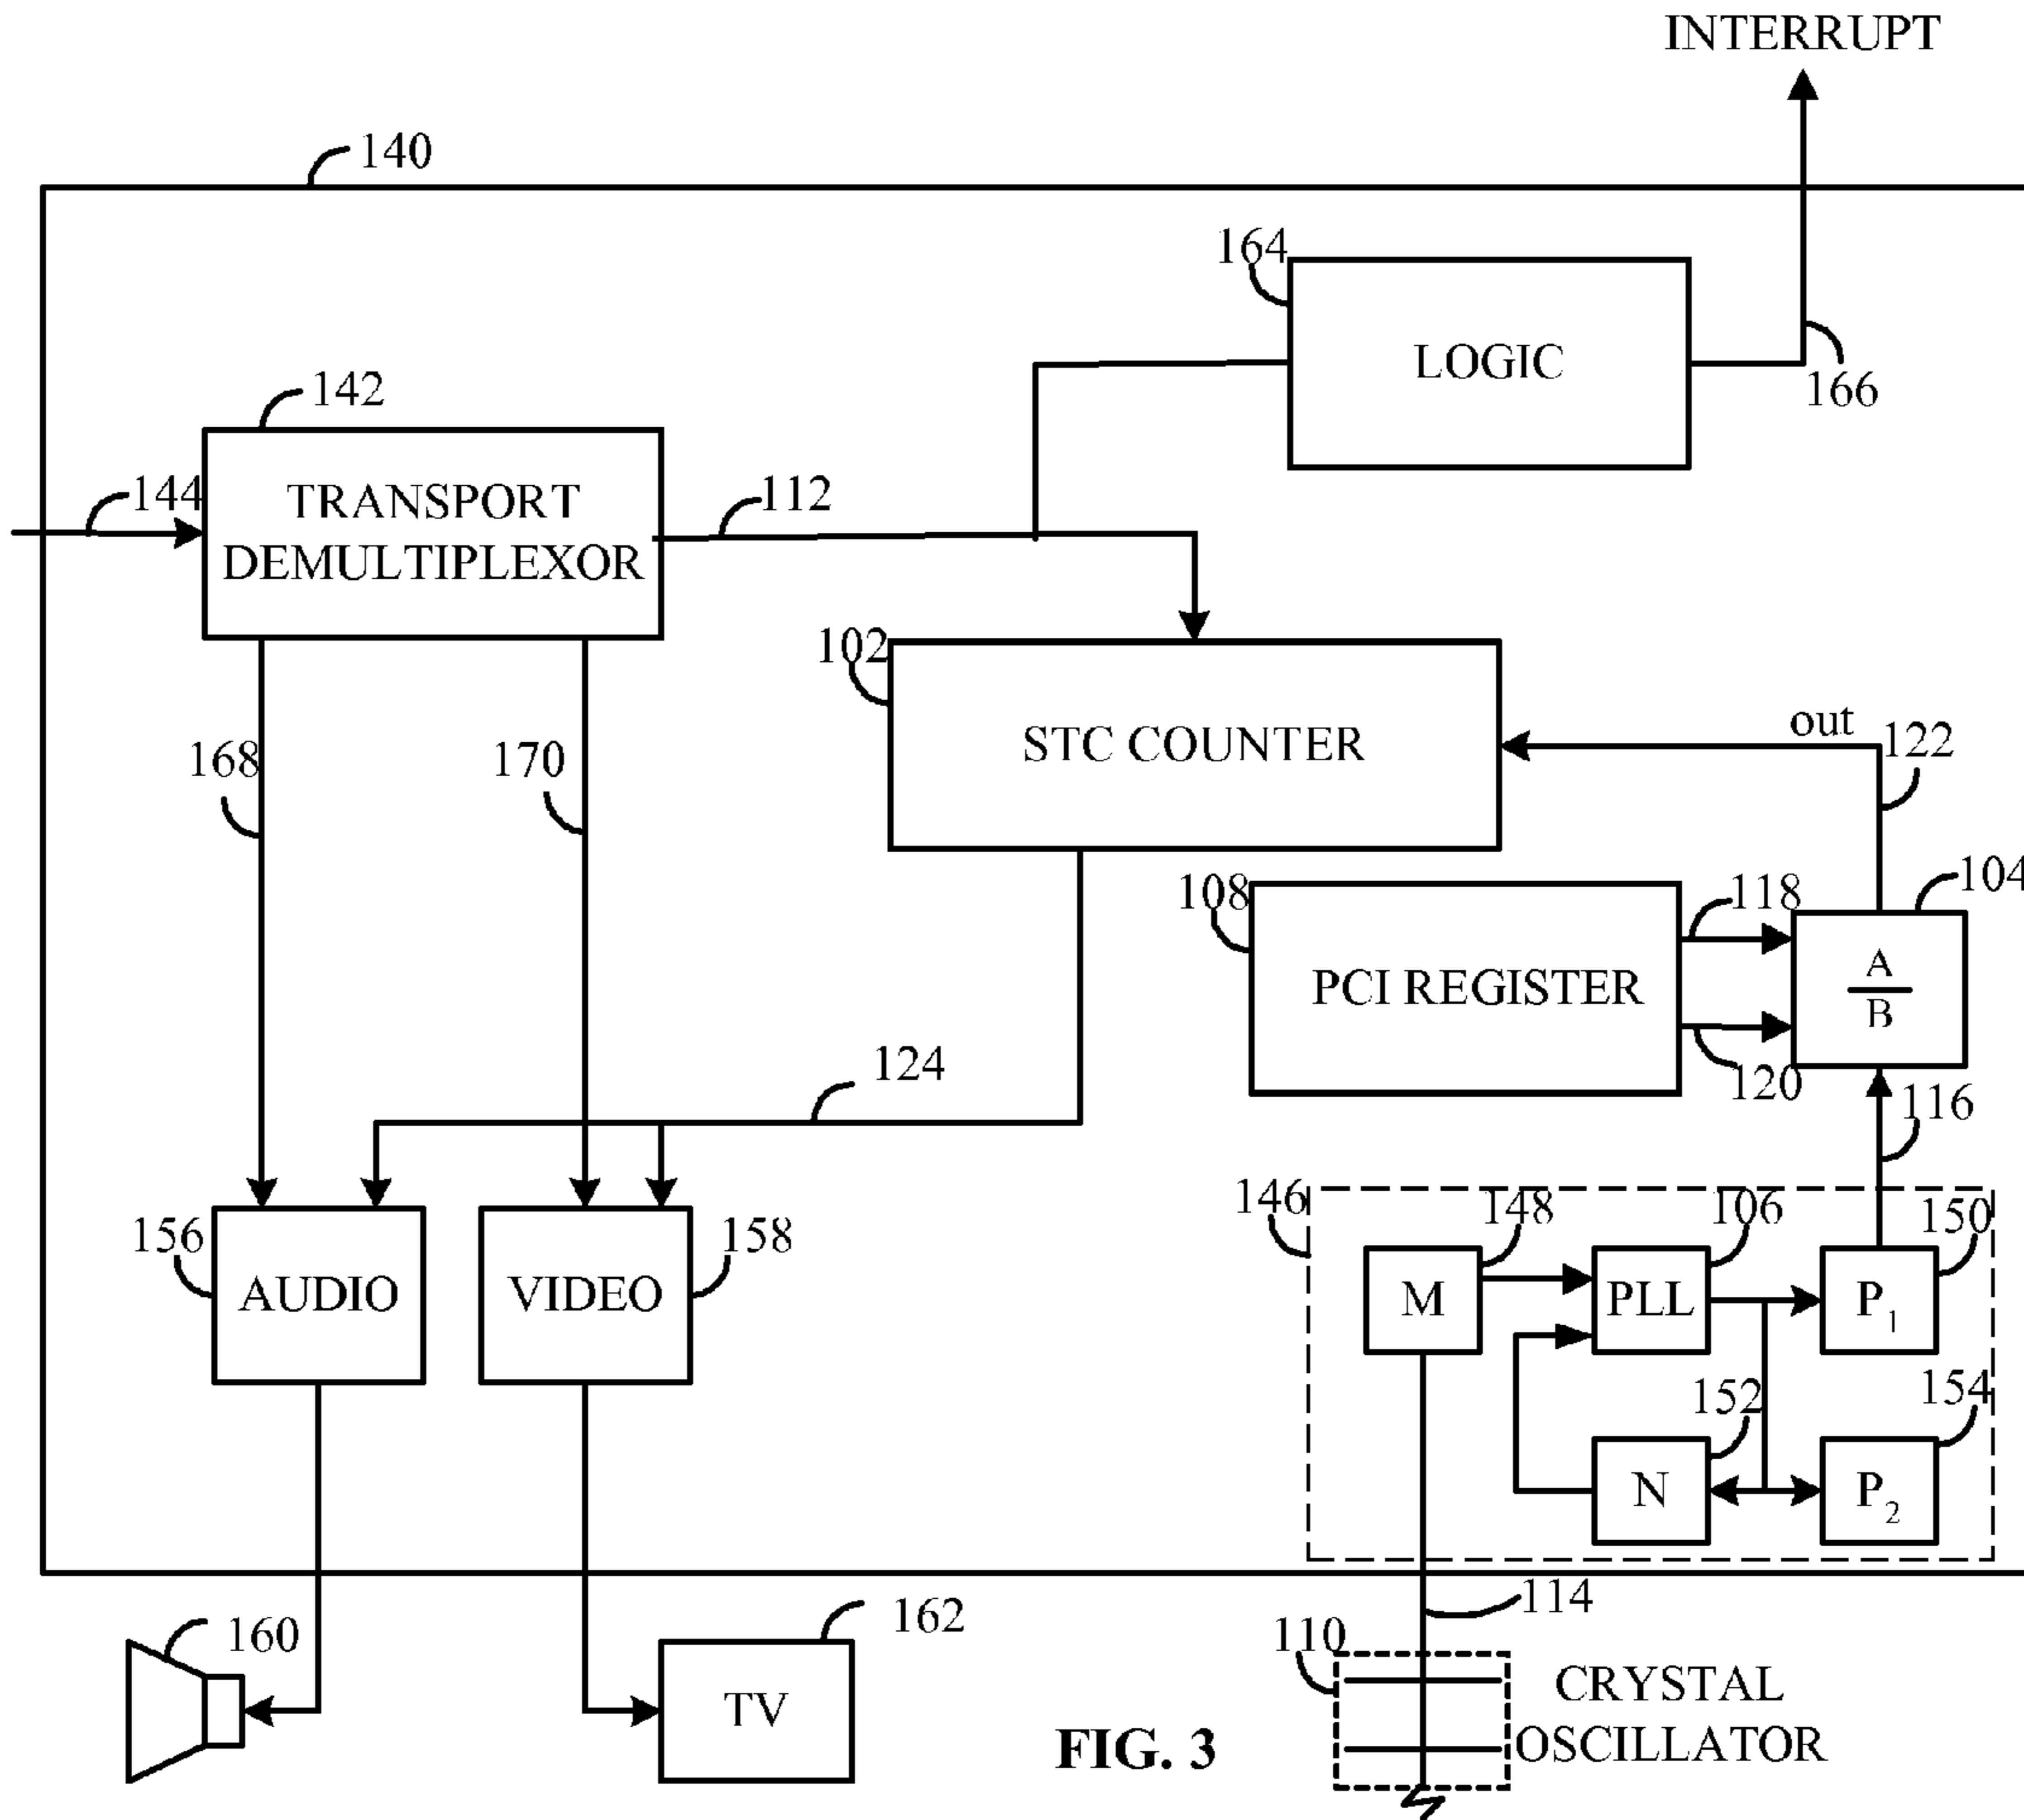 INTERRUPT
140
164
LOGIC
166
142
144
TRANSPORT
DEMULTIPLEXOR
112
102
STC COUNTER
out
122
168
170
108
118
104
PCI REGISTER
A
B
120
124
116
146
148
106
150
156
AUDIO
158
VIDEO
M
PLL
P1
152
154
N
P2
114
160
162
TV
110
CRYSTAL
OSCILLATOR
FIG. 3